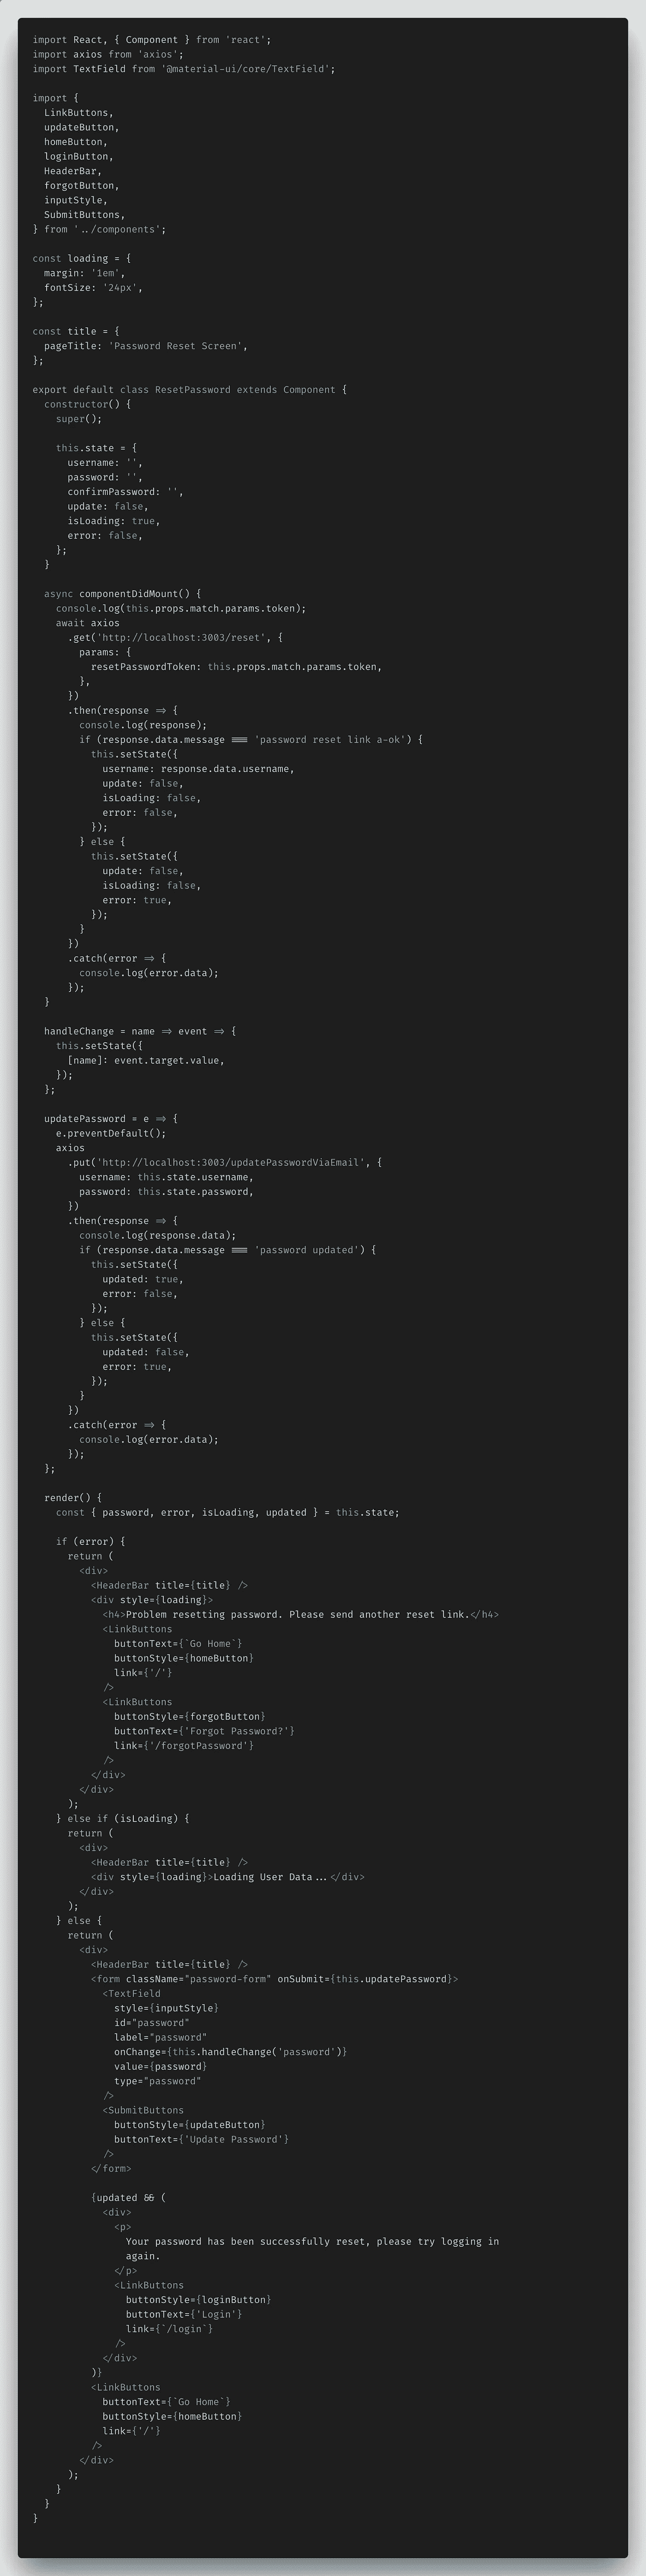 import React, { Component } from 'react';
import axios from 'axios';
import TextField from '@material-ui/core/TextField';

import {
  LinkButtons,
  updateButton,
  homeButton,
  loginButton,
  HeaderBar,
  forgotButton,
  inputStyle,
  SubmitButtons,
} from '../components';

const loading = {
  margin: '1em',
  fontSize: '24px',
};

const title = {
  pageTitle: 'Password Reset Screen',
};

export default class ResetPassword extends Component {
  constructor() {
    super();

    this.state = {
      username: '',
      password: '',
      confirmPassword: '',
      update: false,
      isLoading: true,
      error: false,
    };
  }

  async componentDidMount() {
    console.log(this.props.match.params.token);
    await axios
      .get('http://localhost:3003/reset', {
        params: {
          resetPasswordToken: this.props.match.params.token,
        },
      })
      .then(response => {
        console.log(response);
        if (response.data.message === 'password reset link a-ok') {
          this.setState({
            username: response.data.username,
            update: false,
            isLoading: false,
            error: false,
          });
        } else {
          this.setState({
            update: false,
            isLoading: false,
            error: true,
          });
        }
      })
      .catch(error => {
        console.log(error.data);
      });
  }

  handleChange = name => event => {
    this.setState({
      [name]: event.target.value,
    });
  };

  updatePassword = e => {
    e.preventDefault();
    axios
      .put('http://localhost:3003/updatePasswordViaEmail', {
        username: this.state.username,
        password: this.state.password,
      })
      .then(response => {
        console.log(response.data);
        if (response.data.message === 'password updated') {
          this.setState({
            updated: true,
            error: false,
          });
        } else {
          this.setState({
            updated: false,
            error: true,
          });
        }
      })
      .catch(error => {
        console.log(error.data);
      });
  };

  render() {
    const { password, error, isLoading, updated } = this.state;

    if (error) {
      return (
        <div>
          <HeaderBar title={title} />
          <div style={loading}>
            <h4>Problem resetting password. Please send another reset link.</h4>
            <LinkButtons
              buttonText={`Go Home`}
              buttonStyle={homeButton}
              link={'/'}
            />
            <LinkButtons
              buttonStyle={forgotButton}
              buttonText={'Forgot Password?'}
              link={'/forgotPassword'}
            />
          </div>
        </div>
      );
    } else if (isLoading) {
      return (
        <div>
          <HeaderBar title={title} />
          <div style={loading}>Loading User Data...</div>
        </div>
      );
    } else {
      return (
        <div>
          <HeaderBar title={title} />
          <form className="password-form" onSubmit={this.updatePassword}>
            <TextField
              style={inputStyle}
              id="password"
              label="password"
              onChange={this.handleChange('password')}
              value={password}
              type="password"
            />
            <SubmitButtons
              buttonStyle={updateButton}
              buttonText={'Update Password'}
            />
          </form>

          {updated && (
            <div>
              <p>
                Your password has been successfully reset, please try logging in
                again.
              </p>
              <LinkButtons
                buttonStyle={loginButton}
                buttonText={'Login'}
                link={`/login`}
              />
            </div>
          )}
          <LinkButtons
            buttonText={`Go Home`}
            buttonStyle={homeButton}
            link={'/'}
          />
        </div>
      );
    }
  }
}